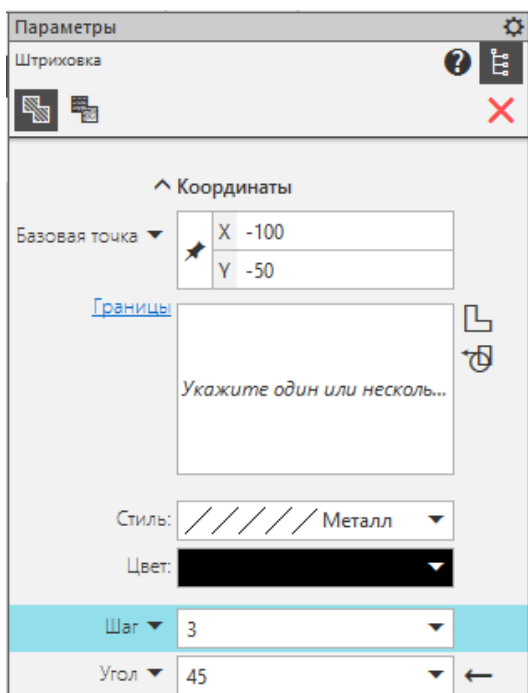 Параметры
Штриховка
Координаты
Базовая точка
X -100
Y -50
Границы
Укажите один или несколь...
Стиль: Металл
Цвет:
Шаг 3
Угол 45